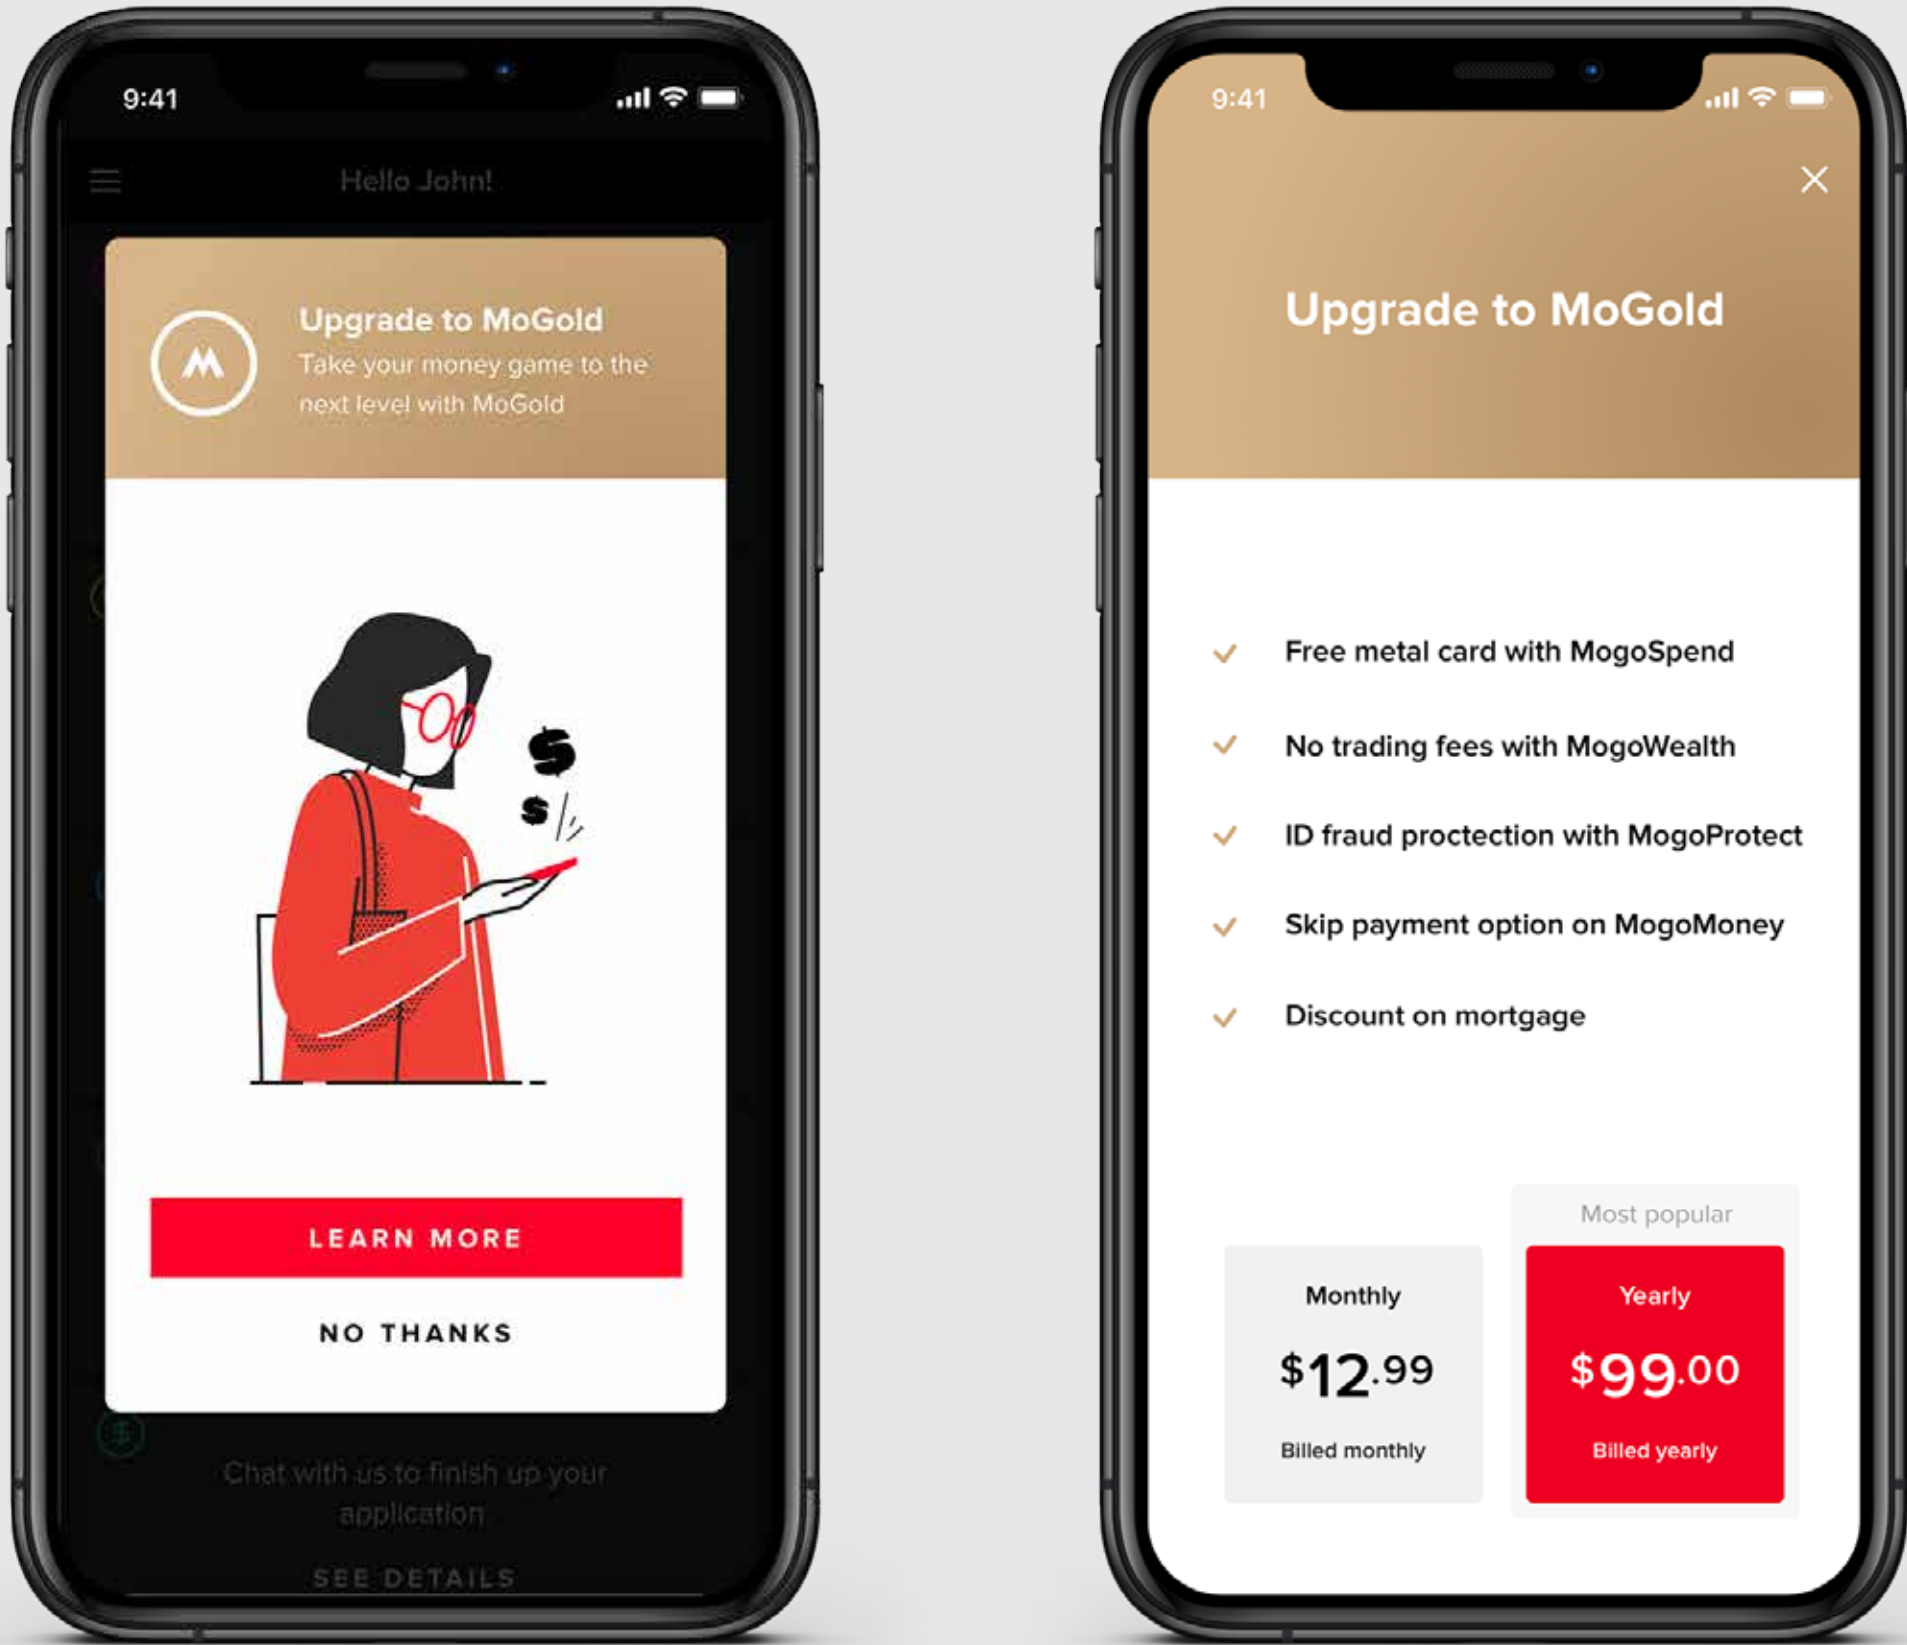 9:41
Hello John!
Upgrade to MoGold
Take your money game to the
next level with MoGold
$
$
LEARN MORE
NO THANKS
Chat with us to finish up your
application
SEE DETAILS
9:41
Upgrade to MoGold
Free metal card with MogoSpend
No trading fees with MogoWealth
ID fraud proctection with MogoProtect
Skip payment option on MogoMoney
Discount on mortgage
Most popular
Monthly
$12.99
Billed monthly
Yearly
$99.00
Billed yearly